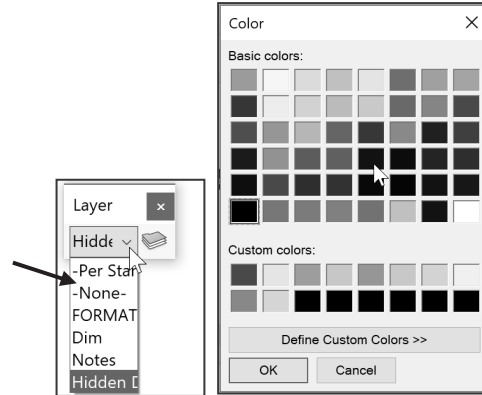 Color
Basic colors:
Custom colors:
Define Custom Colors >>
OK Cancel
Layer
Hidde
-Per Star
-None-
FORMAT
Dim
Notes
Hidden D